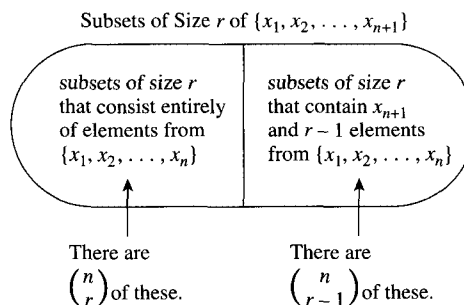 Subsets of Size r of {x₁, x₂, . . . , xₙ₊₁}
subsets of size r
that consist entirely
of elements from
{x₁, x₂, . . . , xₙ}
subsets of size r
that contain xₙ₊₁
and r – 1 elements
from {x₁, x₂, . . . , xₙ}
There are
(n r) of these.
There are
(n r – 1) of these.